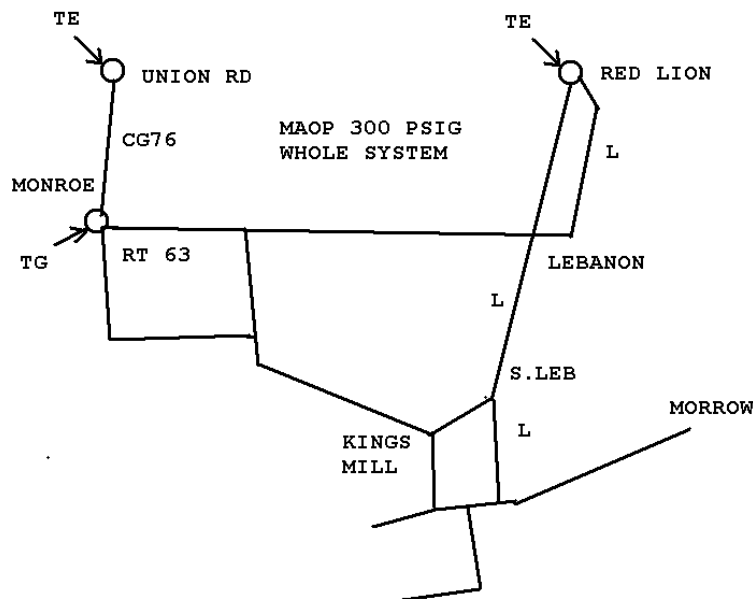 TE
TE
UNION RD
RED LION
CG76
MAOP 300 PSIG
WHOLE SYSTEM
L
MONROE
TG
RT 63
LEBANON
L
S.LEB
MORROW
KINGS
MILL
L